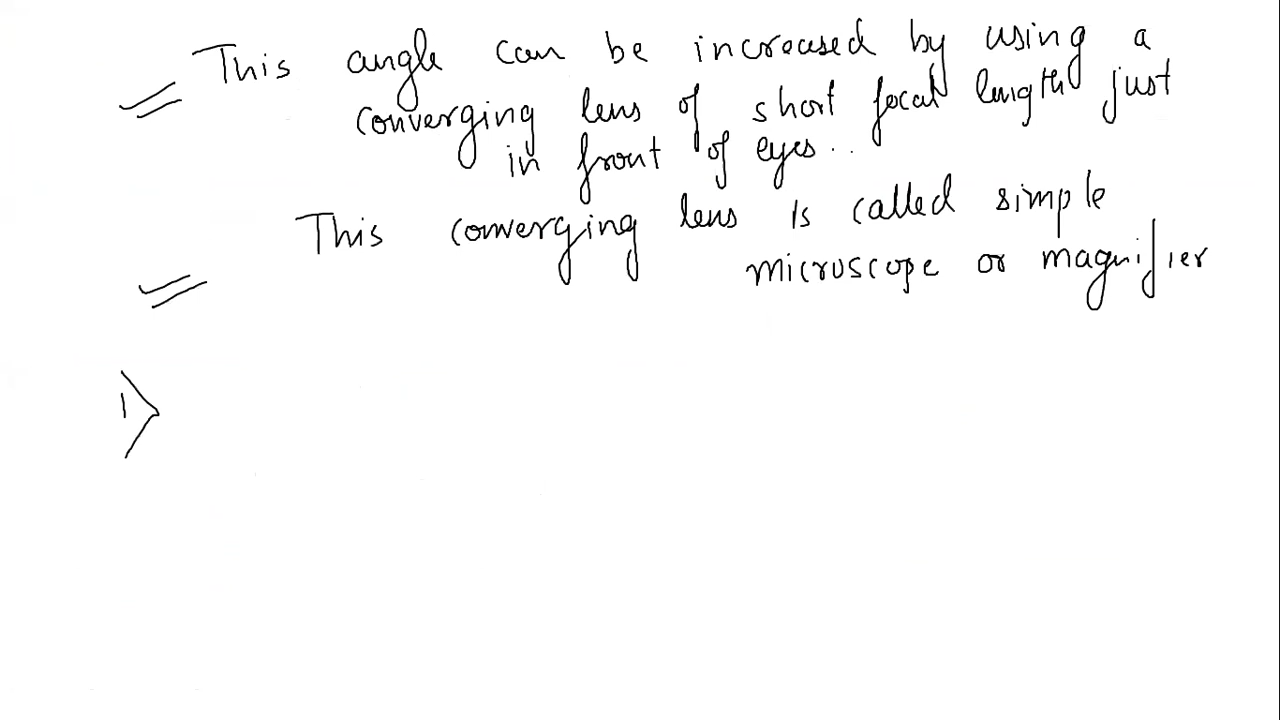 This angle can be increased by using a
converging lens of short focal length just
in front of eyes..
This converging lens is called simple
microscope or magnifier
1)